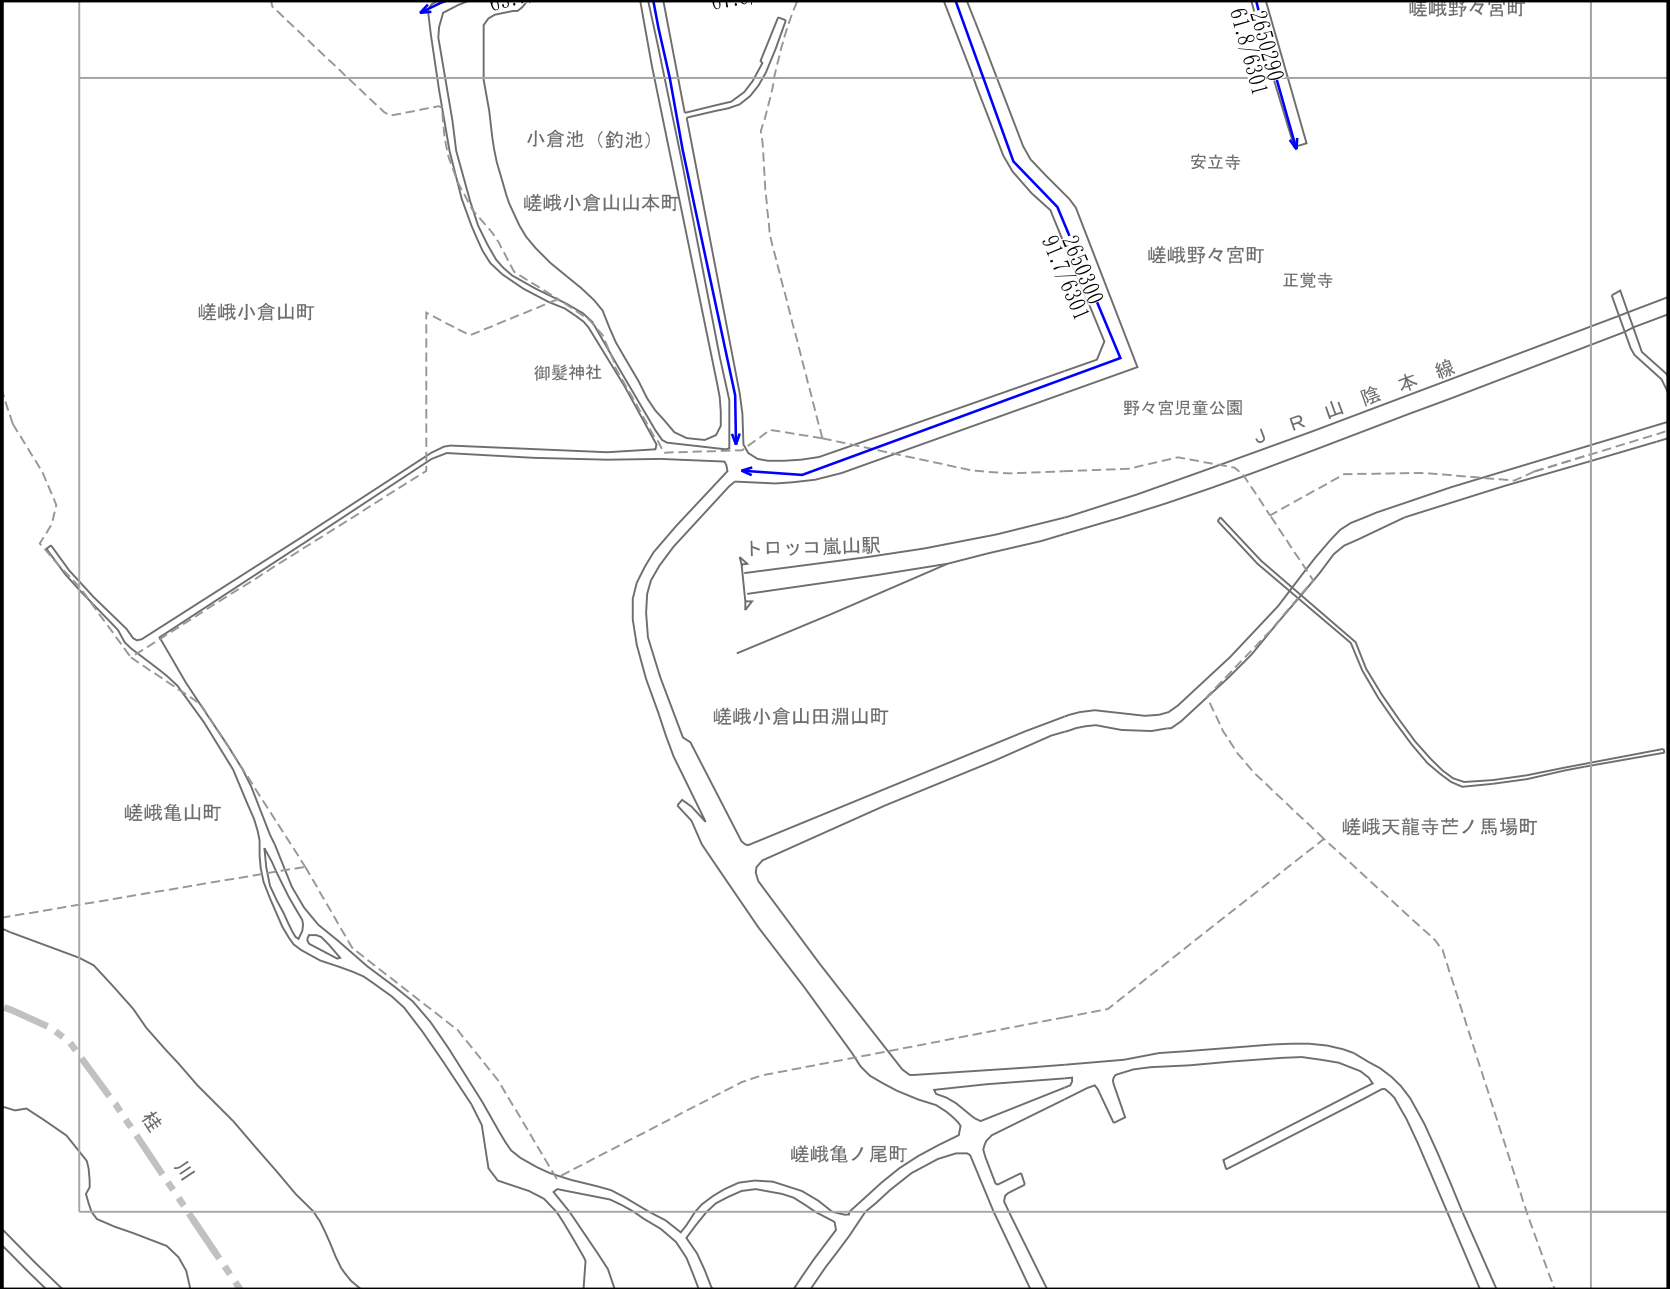 嵯峨野々宮町
2650290
61.8/6301
小倉池（釣池）
安立寺
嵯峨小倉山山本町
2650300
91.7/6301
嵯峨野々宮町
正覚寺
嵯峨小倉山町
御髪神社
野々宮児童公園
JR山陰本線
トロッコ嵐山駅
嵯峨小倉山田淵山町
嵯峨亀山町
嵯峨天龍寺芒ノ馬場町
桂川
嵯峨亀ノ尾町